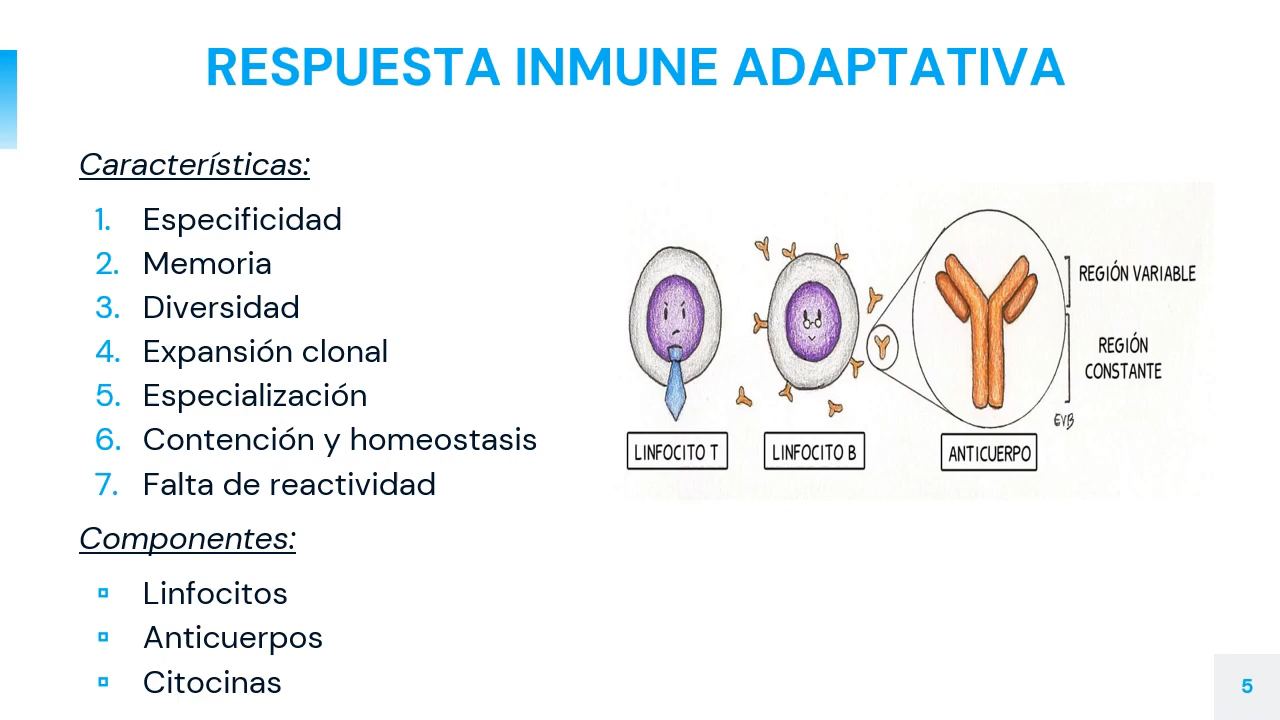 RESPUESTA INMUNE ADAPTATIVA
Características:
1. Especificidad
2. Memoria
3. Diversidad
4. Expansión clonal
5. Especialización
6. Contención y homeostasis
7. Falta de reactividad
Componentes:
Linfocitos
Anticuerpos
Citocinas
REGIÓN VARIABLE
REGIÓN
CONSTANTE
EVB
LINFOCITO T
LINFOCITO B
ANTICUERPO
5